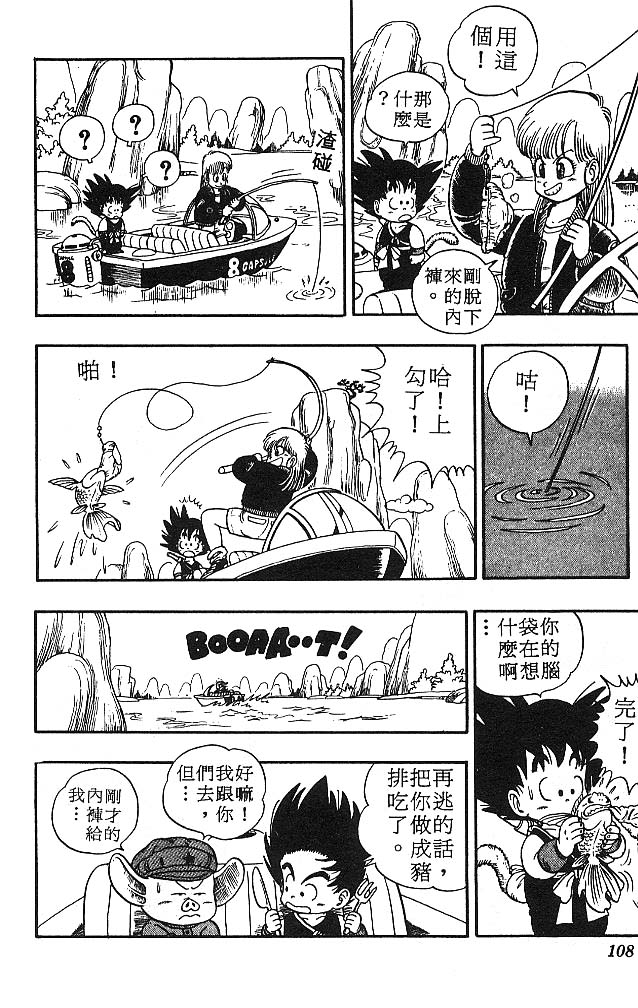 用這
個！
那是
什麼
？
剛脫下
來的內
褲。
？
？
？
渣
碰
8
8 CAPS
咕！
哈！上
勾了！
啪！
你腦
袋在想
什麼啊
…
完了！
BOOAA··T!
再逃的話，
把你做成豬
排吃了。
好嘛！
我跟你
們去，
但…
剛才的
內褲給
我…
108